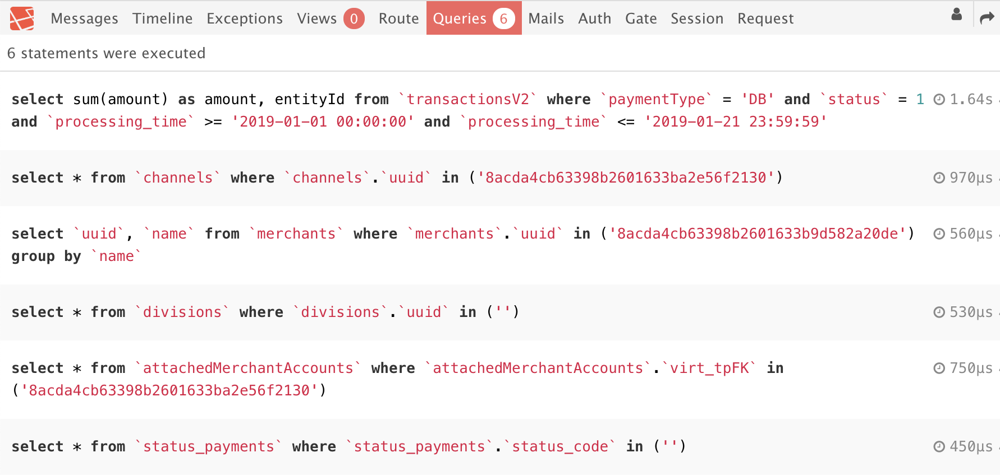 Messages Timeline Exceptions Views 0 Route Queries 6 Mails Auth Gate Session Request
6 statements were executed
select sum(amount) as amount, entityId from `transactionsV2` where `paymentType` = 'DB' and `status` = 1 1.64s
and `processing_time` >= '2019-01-01 00:00:00' and `processing_time` <= '2019-01-21 23:59:59'
select * from `channels` where `channels`.`uuid` in ('8acda4cb63398b2601633ba2e56f2130') 970μs
select `uuid`, `name` from `merchants` where `merchants`.`uuid` in ('8acda4cb63398b2601633b9d582a20de') 560μs
group by `name`
select * from `divisions` where `divisions`.`uuid` in ('') 530μs
select * from `attachedMerchantAccounts` where `attachedMerchantAccounts`.`virt_tpFK` in 750μs
('8acda4cb63398b2601633ba2e56f2130')
select * from `status_payments` where `status_payments`.`status_code` in ('') 450μs